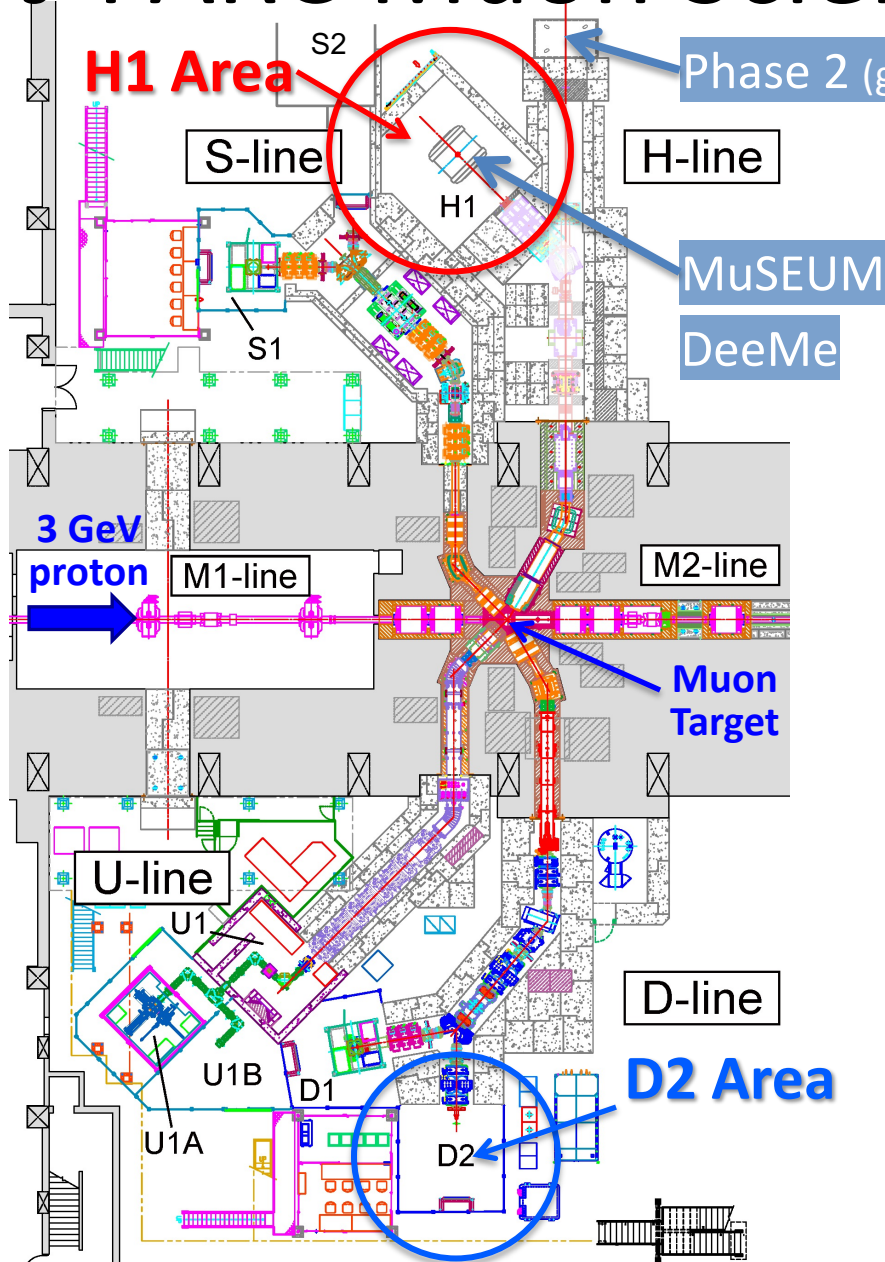 S2
H1 Area
Phase 2
S-line
H-line
H1
MuSEUM
DeeMe
S1
3 GeV
proton
M1-line
M2-line
Muon
Target
U-line
U1
D-line
U1B
D1
D2 Area
U1A
D2